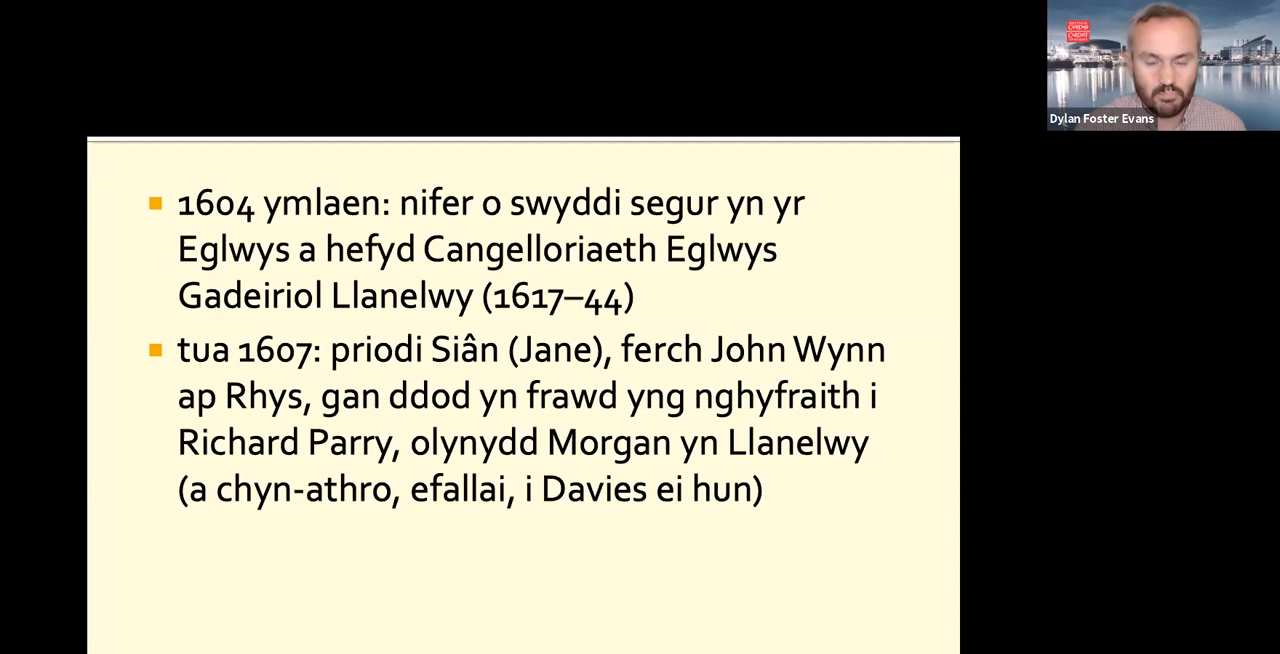 1604 ymlaen: nifer o swyddi segur yn yr
Eglwys a hefyd Cangelloriaeth Eglwys
Gadeiriol Llanelwy (1617–44)
tua 1607: priodi Siân (Jane), ferch John Wynn
ap Rhys, gan ddod yn frawd yng nghyfraith i
Richard Parry, olynydd Morgan yn Llanelwy
(a chyn-athro, efallai, i Davies ei hun)
Dylan Foster Evans